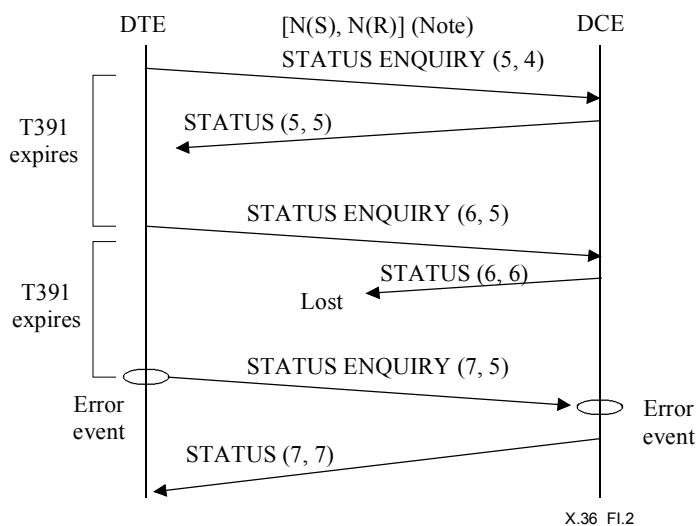 DTE [N(S), N(R)] (Note) DCE
STATUS ENQUIRY (5, 4)
STATUS (5, 5)
T391
expires
STATUS ENQUIRY (6, 5)
STATUS (6, 6)
T391
expires
Lost
STATUS ENQUIRY (7, 5)
Error
event
Error
event
STATUS (7, 7)
X.36_FI.2